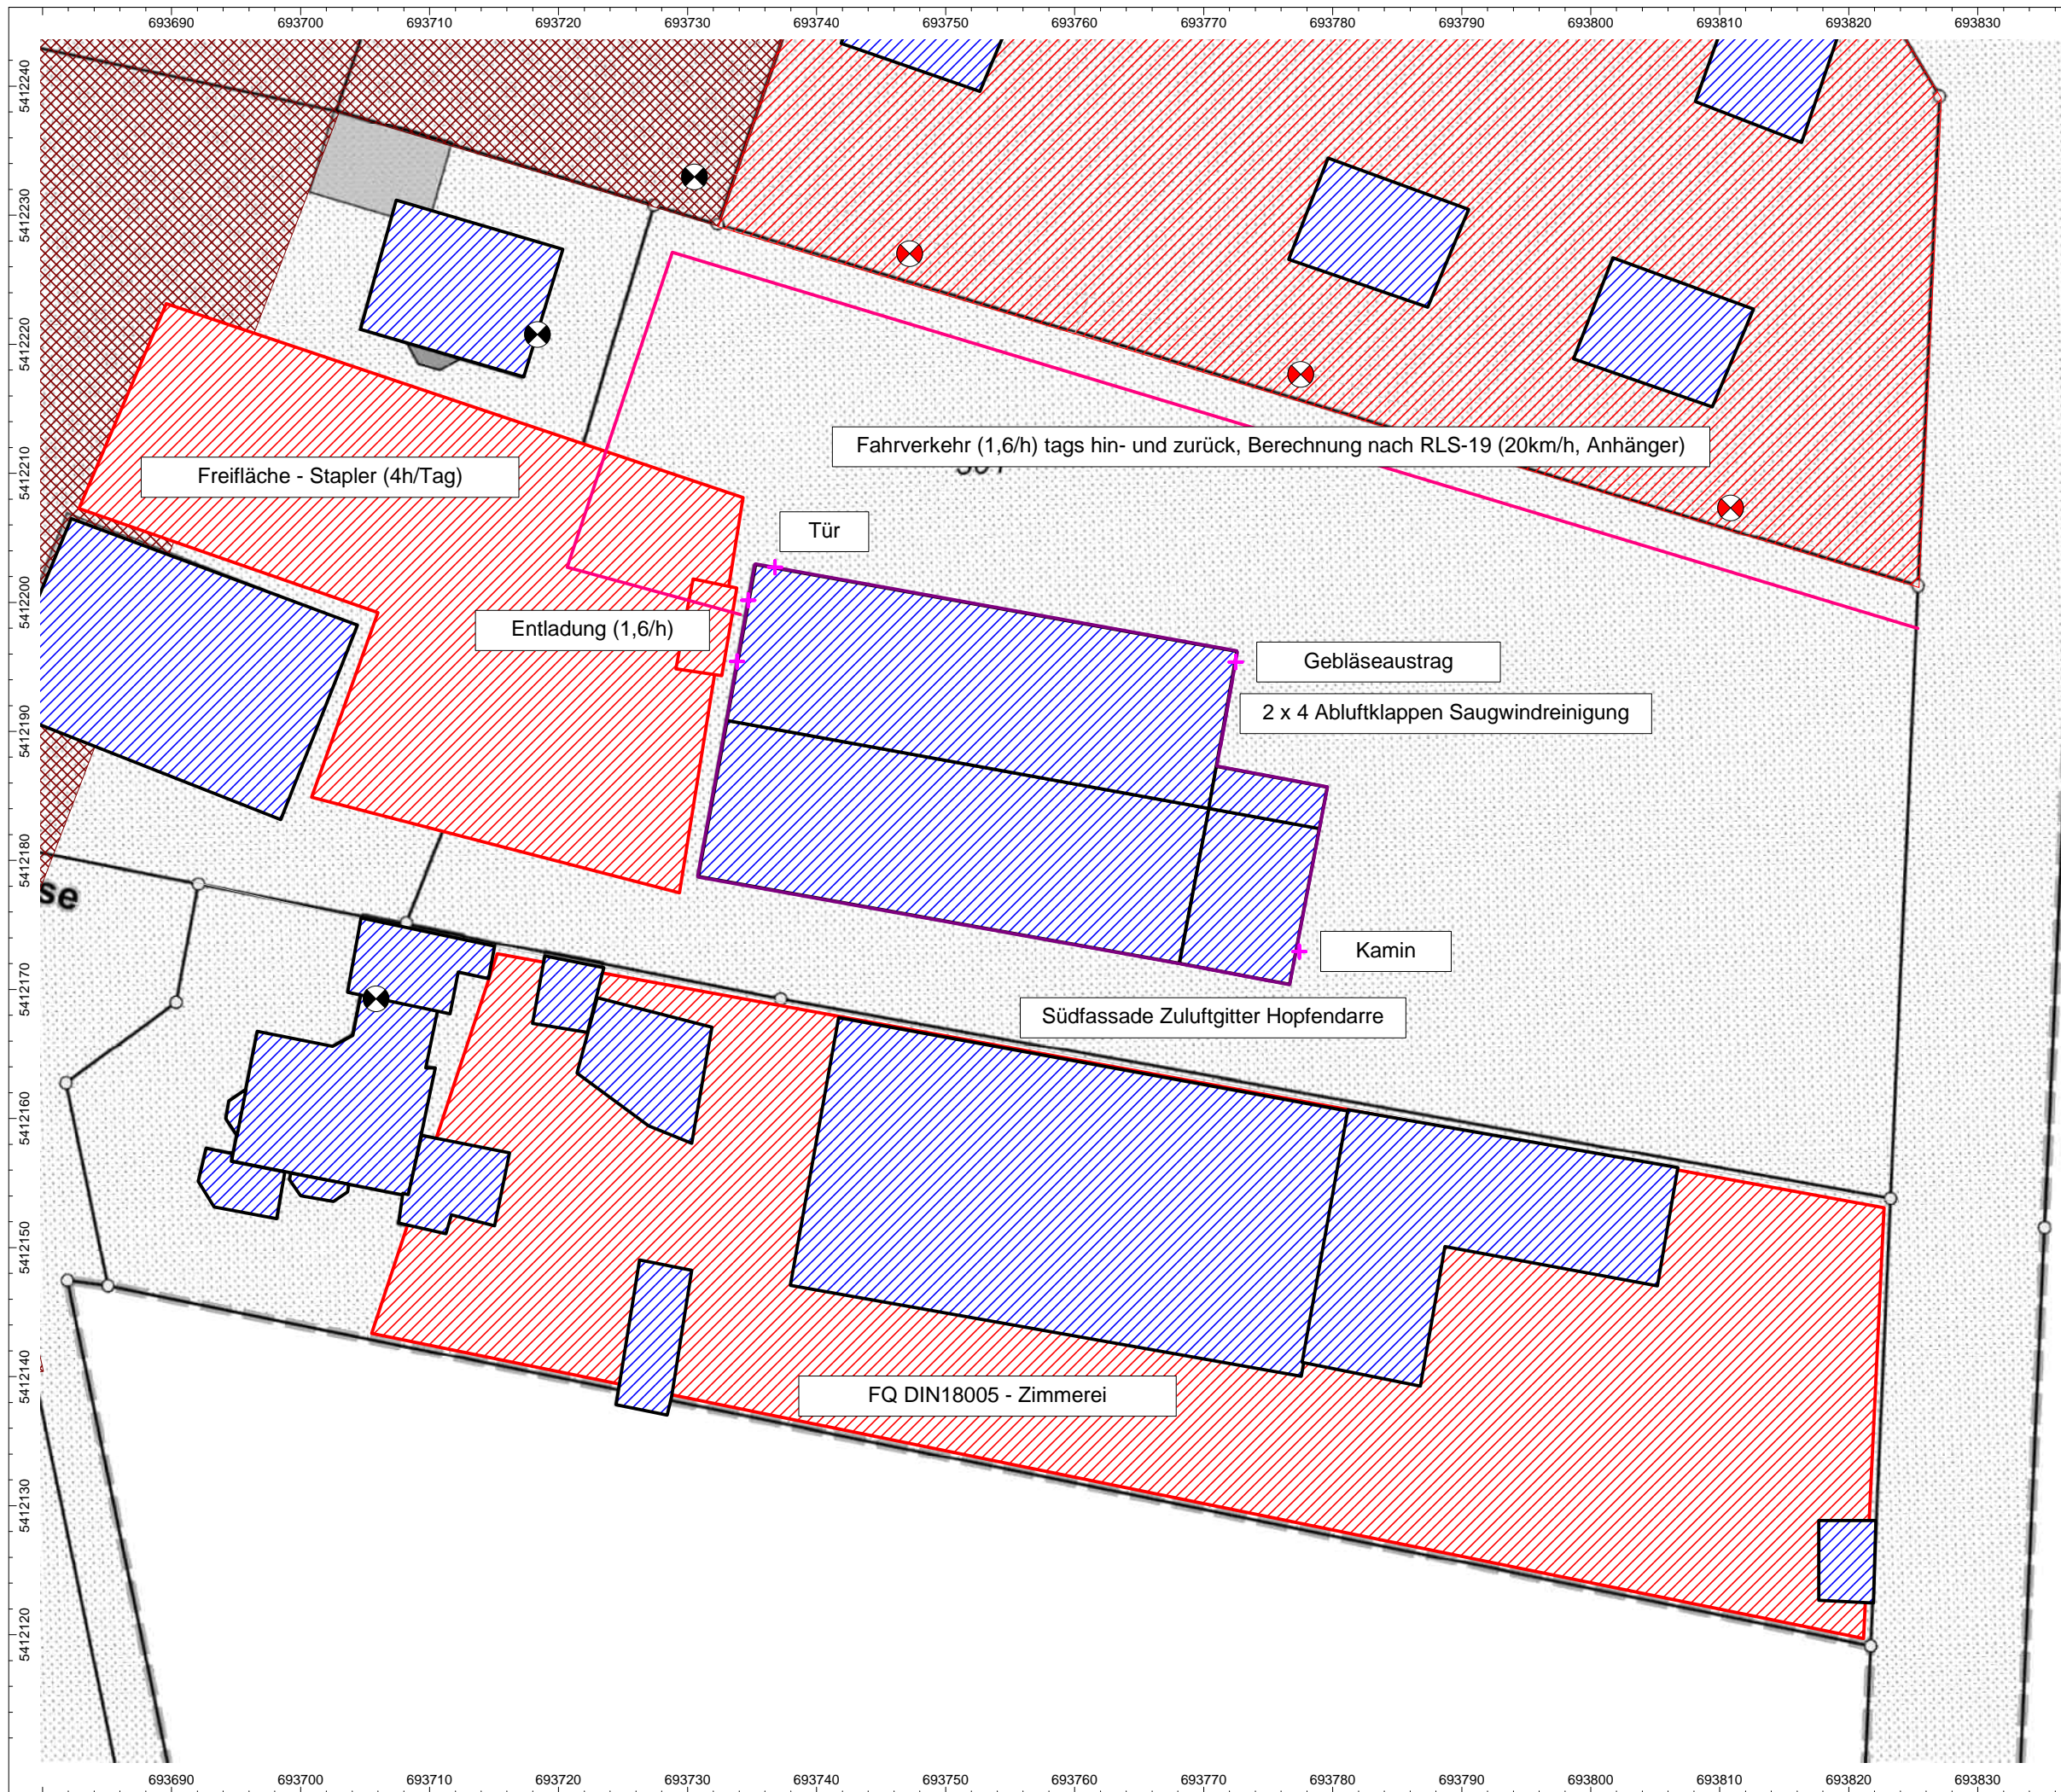 693690 693700 693710 693720 693730 693740 693750 693760 693770 693780 693790 693800 693810 693820 693830
5412240
5412230
5412220
5412210
5412200
5412190
5412180
5412170
5412160
5412150
5412140
5412130
5412120
Fahrverkehr (1,6/h) tags hin- und zurück, Berechnung nach RLS-19 (20km/h, Anhänger)
Freifläche - Stapler (4h/Tag)
Tür
Entladung (1,6/h)
Gebläseaustrag
2 x 4 Abluftklappen Saugwindreinigung
se
Kamin
Südfassade Zuluftgitter Hopfendarre
FQ DIN18005 - Zimmerei
693690 693700 693710 693720 693730 693740 693750 693760 693770 693780 693790 693800 693810 693820 693830